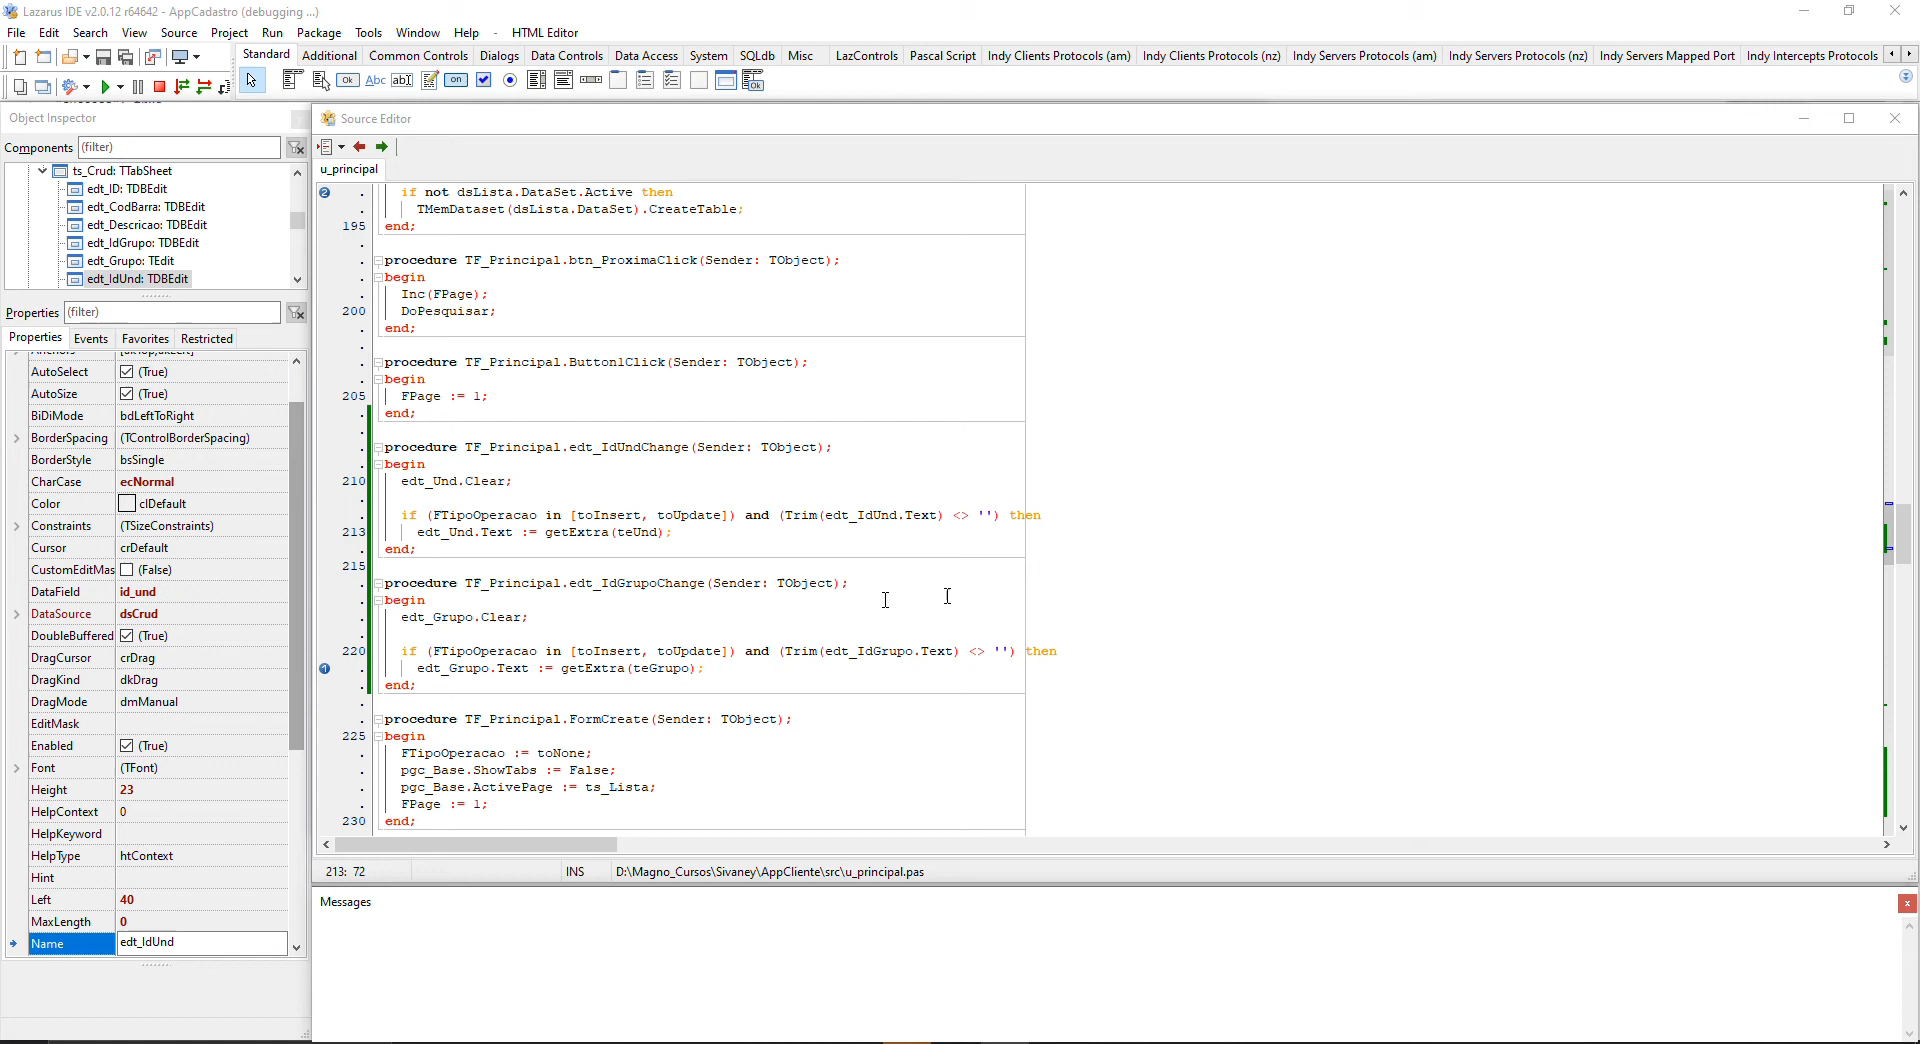 Lazarus IDE v2.0.12 r64642 - AppCadastro (debugging ...)
File Edit Search View Source Project Run Package Tools Window Help - HTML Editor
Standard Additional Common Controls Dialogs Data Controls Data Access System SQLdb Misc LazControls Pascal Script Indy Clients Protocols (am) Indy Clients Protocols (nz) Indy Servers Protocols (am) Indy Servers Protocols (nz) Indy Servers Mapped Port Indy Intercepts Protocols
Ok Abc abI on Ok
Object Inspector
Components (filter)
ts_Crud: TTabSheet
edt_ID: TDBEdit
edt_CodBarra: TDBEdit
edt_Descricao: TDBEdit
edt_IdGrupo: TDBEdit
edt_Grupo: TEdit
edt_IdUnd: TDBEdit
Properties (filter)
Properties Events Favorites Restricted
AutoSelect (True)
AutoSize (True)
BiDiMode bdLeftToRight
BorderSpacing (TControlBorderSpacing)
BorderStyle bsSingle
CharCase ecNormal
Color clDefault
Constraints (TSizeConstraints)
Cursor crDefault
CustomEditMas (False)
DataField id_und
DataSource dsCrud
DoubleBuffered (True)
DragCursor crDrag
DragKind dkDrag
DragMode dmManual
EditMask
Enabled (True)
Font (TFont)
Height 23
HelpContext 0
HelpKeyword
HelpType htContext
Hint
Left 40
MaxLength 0
Name edt_IdUnd
Source Editor
u_principal
2 if not dsLista.DataSet.Active then
TMemDataset(dsLista.DataSet).CreateTable;
195 end;
procedure TF_Principal.btn_ProximaClick(Sender: TObject);
begin
Inc(FPage);
200 DoPesquisar;
end;
procedure TF_Principal.Button1Click(Sender: TObject);
begin
205 FPage := 1;
end;
procedure TF_Principal.edt_IdUndChange(Sender: TObject);
begin
210 edt_Und.Clear;
if (FTipoOperacao in [toInsert, toUpdate]) and (Trim(edt_IdUnd.Text) <> '') then
213 edt_Und.Text := getExtra(teUnd);
end;
215
procedure TF_Principal.edt_IdGrupoChange(Sender: TObject);
begin
edt_Grupo.Clear;
220 if (FTipoOperacao in [toInsert, toUpdate]) and (Trim(edt_IdGrupo.Text) <> '') then
1 edt_Grupo.Text := getExtra(teGrupo);
end;
procedure TF_Principal.FormCreate(Sender: TObject);
225 begin
FTipoOperacao := toNone;
pgc_Base.ShowTabs := False;
pgc_Base.ActivePage := ts_Lista;
FPage := 1;
230 end;
213: 72 INS D:\Magno_Cursos\Sivaney\AppCliente\src\u_principal.pas
Messages